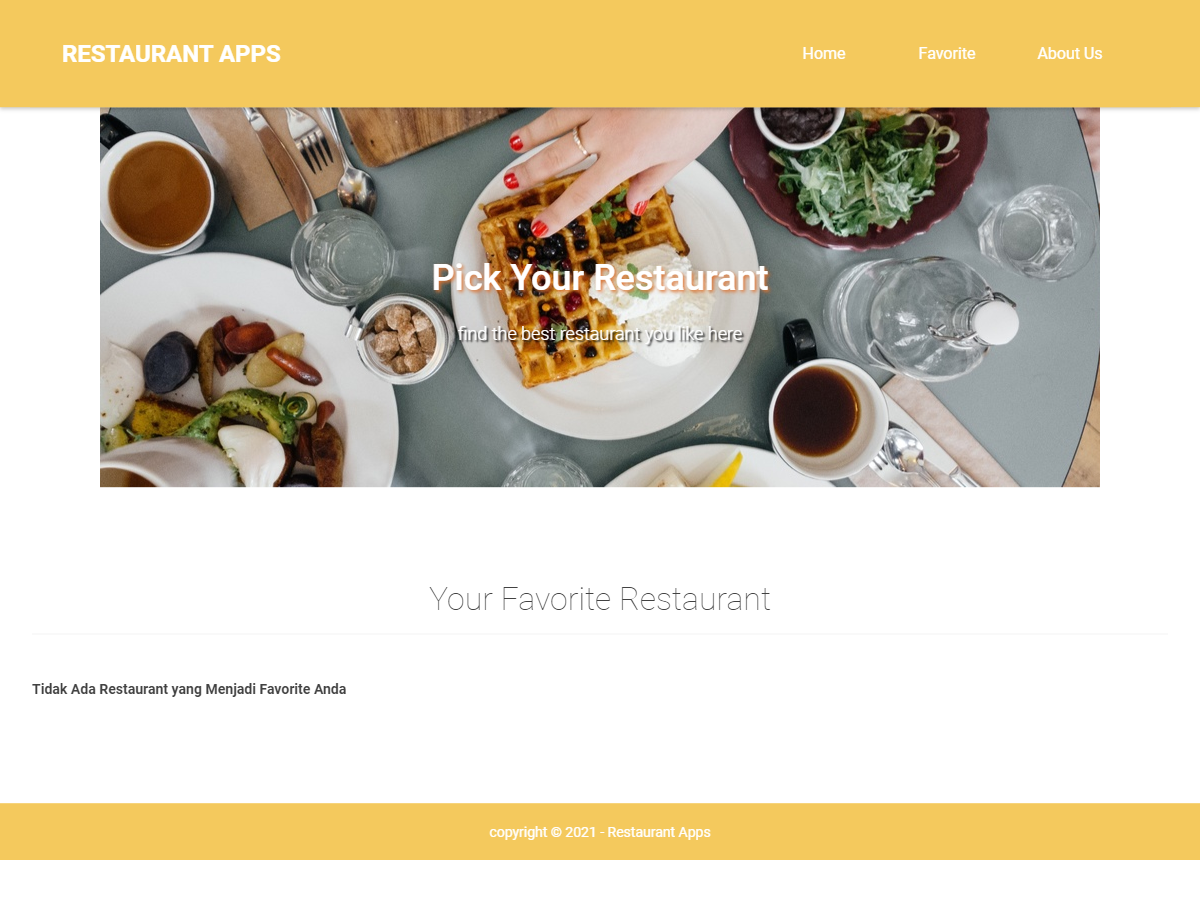 RESTAURANT APPS
Home Favorite About Us
Pick Your Restaurant
find the best restaurant you like here
Your Favorite Restaurant
Tidak Ada Restaurant yang Menjadi Favorite Anda
copyright © 2021 - Restaurant Apps